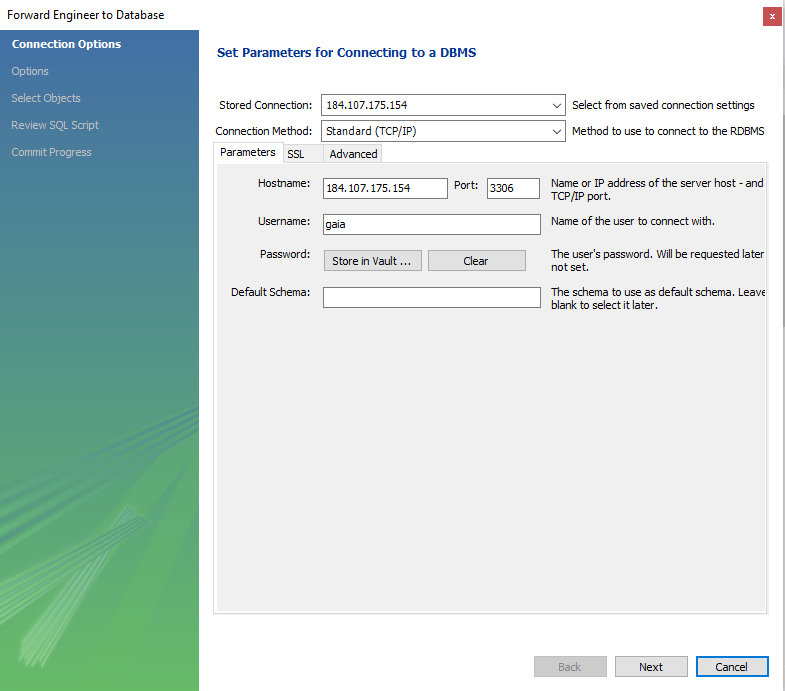 Forward Engineer to Database
x
Connection Options
Options
Select Objects
Review SQL Script
Commit Progress
Set Parameters for Connecting to a DBMS
Stored Connection: 184.107.175.154 Select from saved connection settings
Connection Method: Standard (TCP/IP) Method to use to connect to the RDBMS
Parameters SSL Advanced
Hostname: 184.107.175.154 Port: 3306 Name or IP address of the server host - and
TCP/IP port.
Username: gaia Name of the user to connect with.
Password: Store in Vault ... Clear The user's password. Will be requested later
not set.
Default Schema: The schema to use as default schema. Leave
blank to select it later.
Back Next Cancel